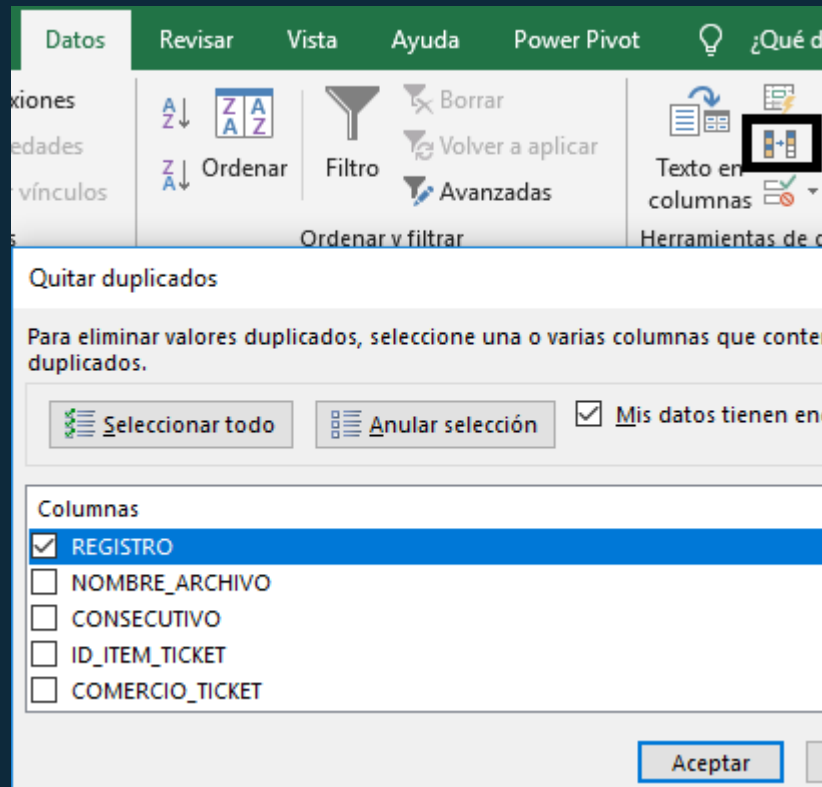 Datos Revisar Vista Ayuda Power Pivot ¿Qué
xiones
edades
vínculos
Ordenar
Filtro
Borrar
Volver a aplicar
Avanzadas
Texto en
columnas
Ordenar y filtrar
Herramientas de
Quitar duplicados
Para eliminar valores duplicados, seleccione una o varias columnas que conte
duplicados.
Seleccionar todo Anular selección Mis datos tienen en
Columnas
REGISTRO
NOMBRE_ARCHIVO
CONSECUTIVO
ID_ITEM_TICKET
COMERCIO_TICKET
Aceptar